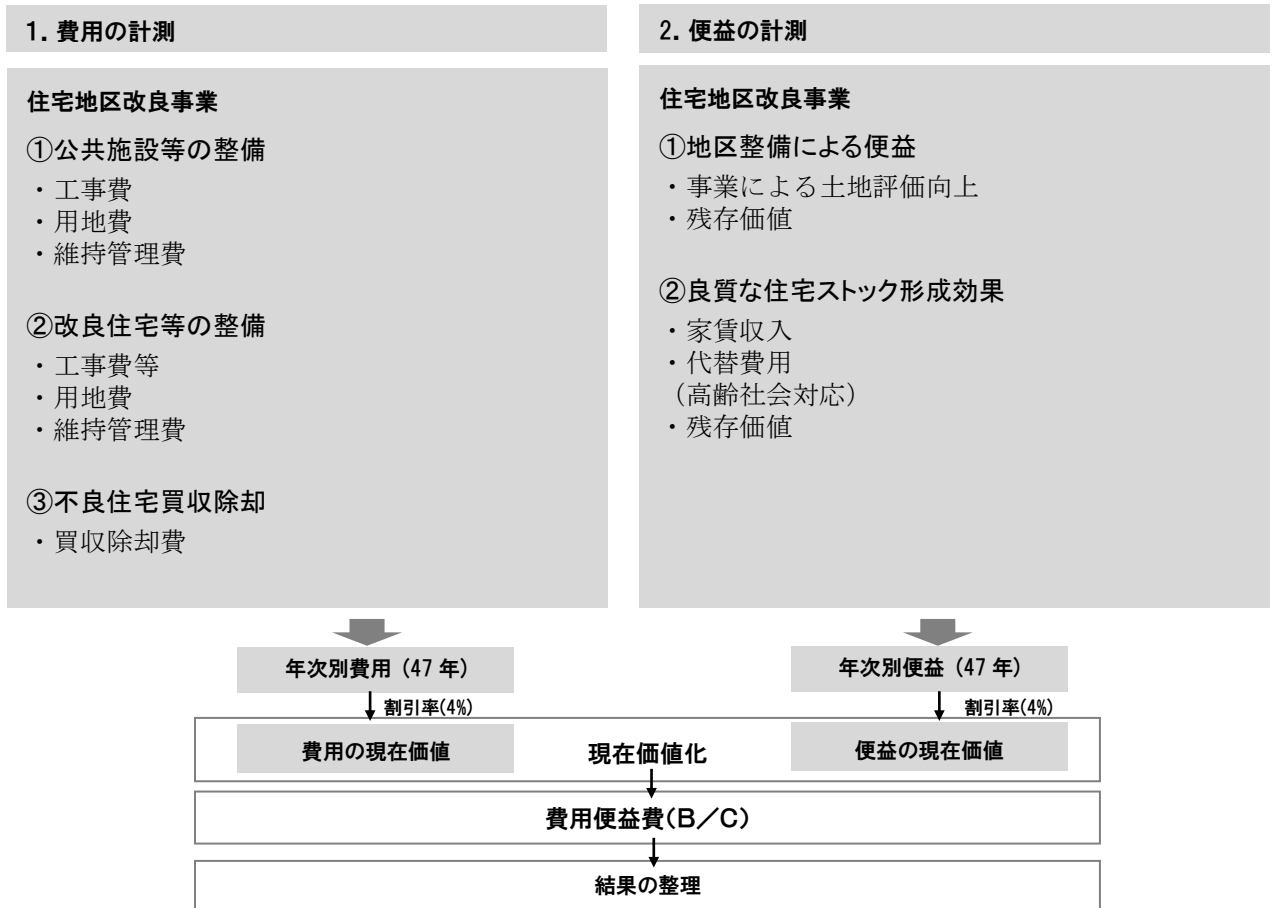 1．費用の計測
住宅地区改良事業
①公共施設等の整備
・工事費
・用地費
・維持管理費
②改良住宅等の整備
・工事費等
・用地費
・維持管理費
③不良住宅買収除却
・買収除却費
2．便益の計測
住宅地区改良事業
①地区整備による便益
・事業による土地評価向上
・残存価値
②良質な住宅ストック形成効果
・家賃収入
・代替費用
（高齢社会対応）
・残存価値
年次別費用（47 年）
年次別便益（47 年）
割引率(4%)
割引率(4%)
費用の現在価値
現在価値化
便益の現在価値
費用便益費（Ｂ／Ｃ）
結果の整理